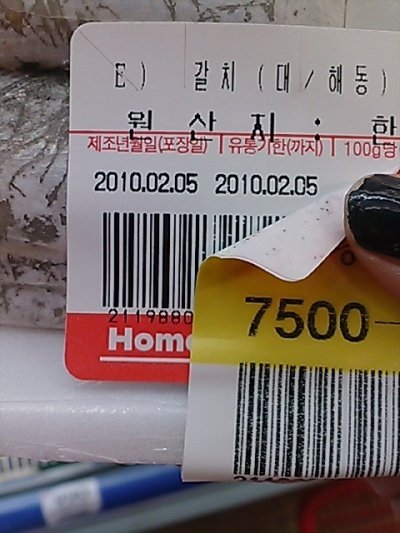 E) 갈치(대/해동)
원산지: 한
제조년월일(포장일) 유통기한(까지) 100g당
2010.02.05 2010.02.05
2119880
Home
7500